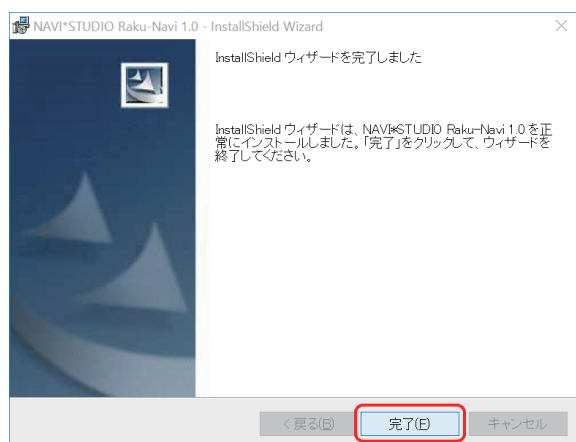 NAVI*STUDIO Raku-Navi 1.0 - InstallShield Wizard
InstallShield ウィザードを完了しました
InstallShield ウィザードは、NAVI*STUDIO Raku-Navi 1.0 を正
常にインストールしました。「完了」をクリックして、ウィザードを
終了してください。
< 戻る(B) 完了(F) キャンセル